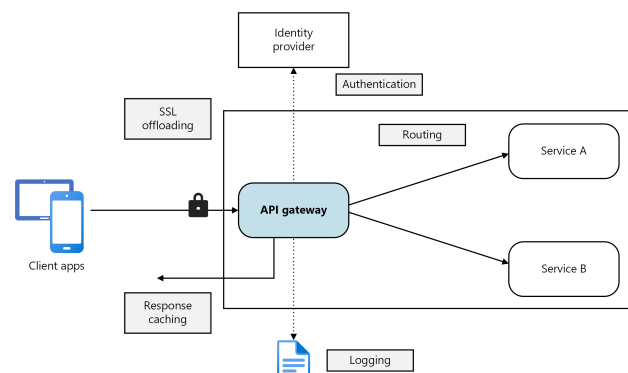 Identity
provider
Authentication
SSL
offloading
Routing
Service A
API gateway
Client apps
Service B
Response
caching
Logging